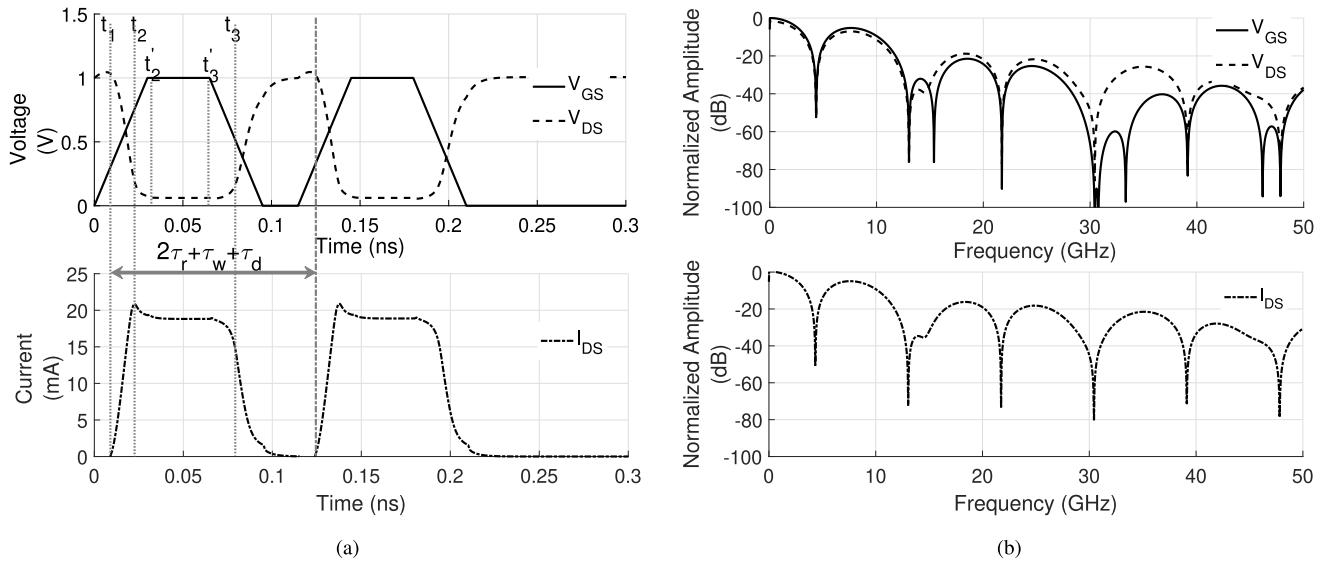 1.5
1
0.5
0
Voltage
(V)
t1 t2 t3
t'2 t'3
VGS
VDS
0 0.05 0.1 0.15 0.2 0.25 0.3
Time (ns)
2τr+τw+τd
25
20
15
10
5
0
Current
(mA)
IDS
0 0.05 0.1 0.15 0.2 0.25 0.3
Time (ns)
(a)
0
-20
-40
-60
-80
-100
Normalized Amplitude
(dB)
VGS
VDS
0 10 20 30 40 50
Frequency (GHz)
0
-20
-40
-60
-80
-100
Normalized Amplitude
(dB)
IDS
0 10 20 30 40 50
Frequency (GHz)
(b)